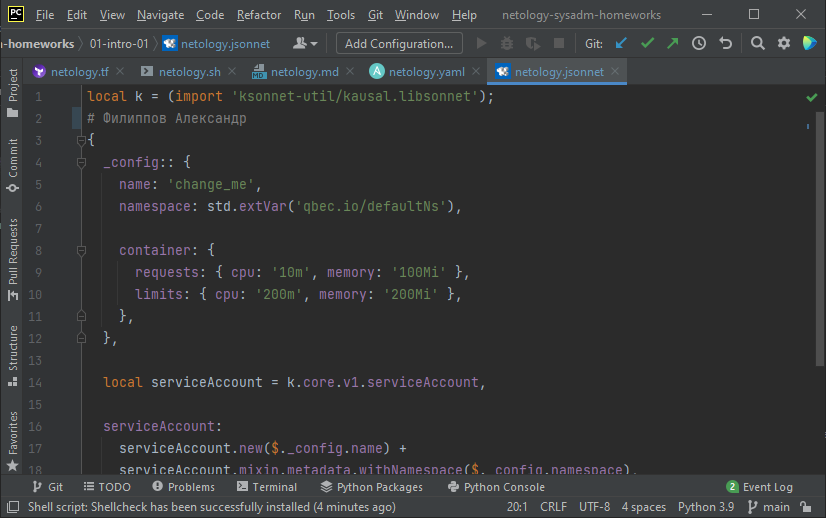 PC File Edit View Navigate Code Refactor Run Tools Git Window Help netology-sysadm-homeworks
-homeworks 01-intro-01 netology.jsonnet Add Configuration... Git:
netology.tf netology.sh netology.md netology.yaml netology.jsonnet
Project
Commit
Pull Requests
Structure
Favorites
1 local k = (import 'ksonnet-util/kausal.libsonnet');
2 # Филиппов Александр
3 {
4 _config:: {
5 name: 'change_me',
6 namespace: std.extVar('qbec.io/defaultNs'),
7
8 container: {
9 requests: { cpu: '10m', memory: '100Mi' },
10 limits: { cpu: '200m', memory: '200Mi' },
11 },
12 },
13
14 local serviceAccount = k.core.v1.serviceAccount,
15
16 serviceAccount:
17 serviceAccount.new($._config.name) +
18 serviceAccount.mixin.metadata.withNamespace($._config.namespace),
Git TODO Problems Terminal Python Packages Python Console 2 Event Log
Shell script: Shellcheck has been successfully installed (4 minutes ago) 20:1 CRLF UTF-8 4 spaces Python 3.9 main